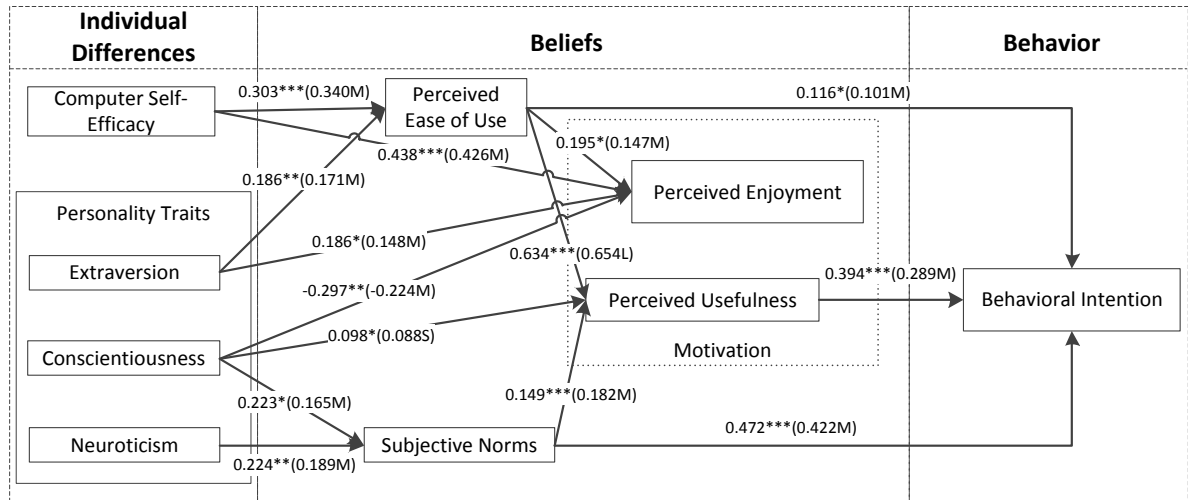 Individual
Differences
Beliefs
Behavior
Computer Self-
Efficacy
0.303***(0.340M)
Perceived
Ease of Use
0.116*(0.101M)
0.195*(0.147M)
0.438***(0.426M)
0.186**(0.171M)
Perceived Enjoyment
Personality Traits
Extraversion
0.186*(0.148M)
0.634***(0.654L)
0.394***(0.289M)
-0.297**(-0.224M)
Perceived Usefulness
Behavioral Intention
0.098*(0.088S)
Motivation
Conscientiousness
0.223*(0.165M)
0.149***(0.182M)
0.472***(0.422M)
Neuroticism
Subjective Norms
0.224**(0.189M)